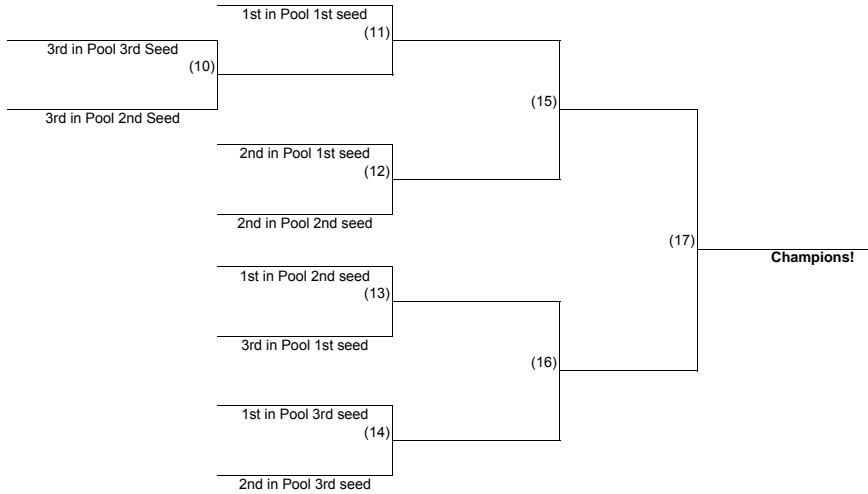 1st in Pool 1st seed
(11)
3rd in Pool 3rd Seed
(10)
3rd in Pool 2nd Seed
(15)
2nd in Pool 1st seed
(12)
2nd in Pool 2nd seed
(17)
Champions!
1st in Pool 2nd seed
(13)
3rd in Pool 1st seed
(16)
1st in Pool 3rd seed
(14)
2nd in Pool 3rd seed